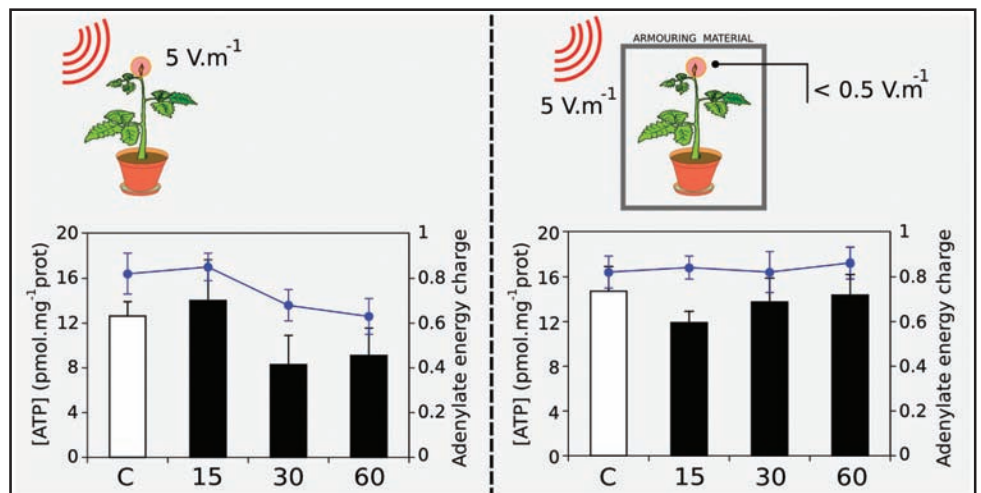 5 V.m-1
ARMOURING MATERIAL
5 V.m-1
< 0.5 V.m-1
[ATP] (pmol.mg-1prot)
20
16
12
8
4
0
1
0.8
0.6
0.4
0.2
0
Adenylate energy charge
C 15 30 60
[ATP] (pmol.mg-1prot)
20
16
12
8
4
0
1
0.8
0.6
0.4
0.2
0
Adenylate energy charge
C 15 30 60